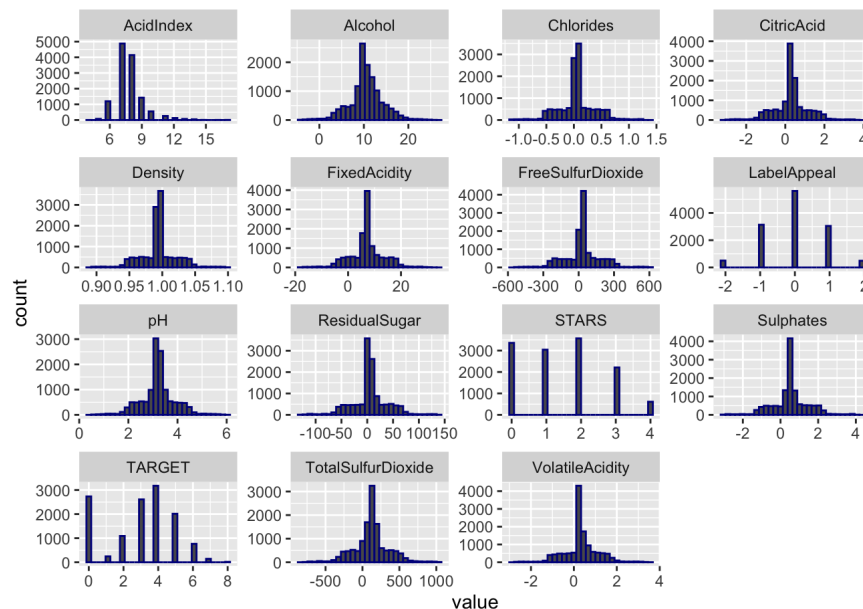 AcidIndex Alcohol Chlorides CitricAcid
5000 4000 3000 2000 1000 0
2000 1000 0
3000 2000 1000 0
4000 3000 2000 1000 0
6 9 12 15
0 10 20
-1.0 -0.5 0.0 0.5 1.0 1.5
-2 0 2 4
Density FixedAcidity FreeSulfurDioxide LabelAppeal
3000 2000 1000 0
4000 3000 2000 1000 0
4000 3000 2000 1000 0
4000 2000 0
0.90 0.95 1.00 1.05 1.10
-20 0 20
-600 -300 0 300 600
-2 -1 0 1 2
count
pH ResidualSugar STARS Sulphates
3000 2000 1000 0
3000 2000 1000 0
3000 2000 1000 0
4000 3000 2000 1000 0
0 2 4 6
-100 -50 0 50 100 150
0 1 2 3 4
-2 0 2 4
TARGET TotalSulfurDioxide VolatileAcidity
3000 2000 1000 0
3000 2000 1000 0
4000 3000 2000 1000 0
0 2 4 6 8
-500 0 500 1000
-2 0 2 4
value